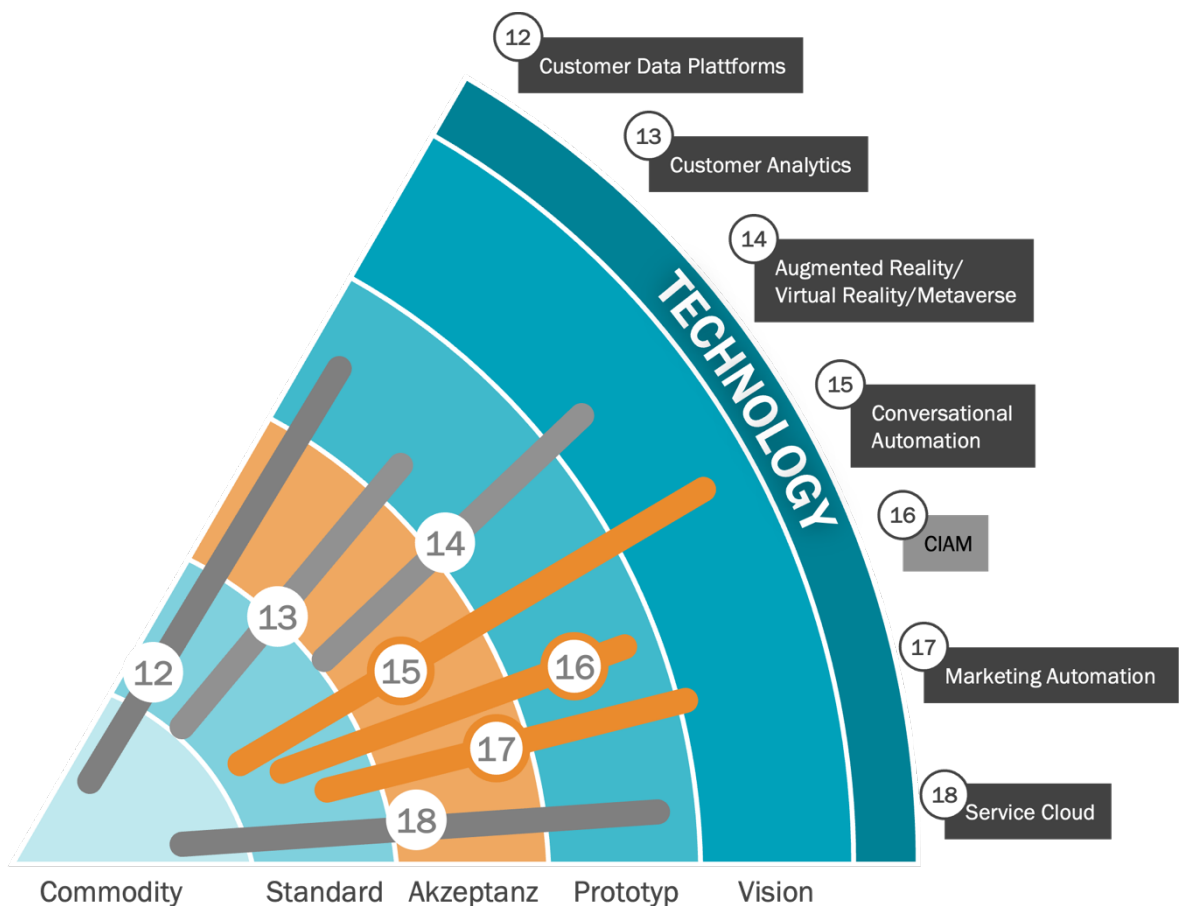 12
Customer Data Plattforms
13
Customer Analytics
14
Augmented Reality/
Virtual Reality/Metaverse
15
Conversational
Automation
16
CIAM
17
Marketing Automation
18
Service Cloud
TECHNOLOGY
12
13
14
15
16
17
18
Commodity
Standard
Akzeptanz
Prototyp
Vision